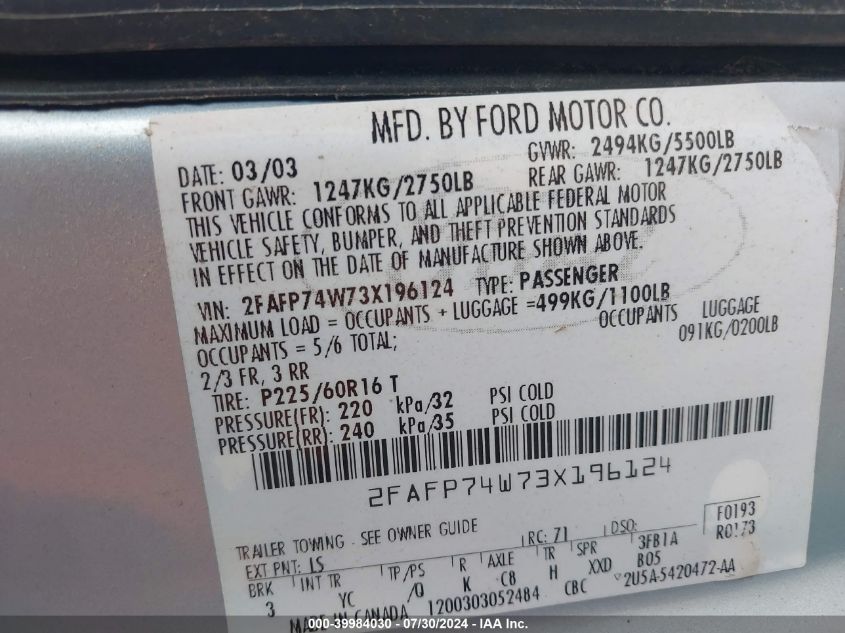 MFD. BY FORD MOTOR CO.
DATE: 03/03 GVWR: 2494KG/5500LB
FRONT GAWR: 1247KG/2750LB REAR GAWR: 1247KG/2750LB
THIS VEHICLE CONFORMS TO ALL APPLICABLE FEDERAL MOTOR
VEHICLE SAFETY, BUMPER, AND THEFT PREVENTION STANDARDS
IN EFFECT ON THE DATE OF MANUFACTURE SHOWN ABOVE.
VIN: 2FAFP74W73X196124 TYPE: PASSENGER
MAXIMUM LOAD = OCCUPANTS + LUGGAGE =499KG/1100LB
OCCUPANTS = 5/6 TOTAL; OCCUPANTS LUGGAGE
2/3 FR, 3 RR 091KG/0200LB
TIRE: P225/60R16 T
PRESSURE(FR): 220 kPa/32 PSI COLD
PRESSURE(RR): 240 kPa/35 PSI COLD
2FAFP74W73X196124
TRAILER TOWING - SEE OWNER GUIDE
EXT PNT: LS RC: 71 DSO: F0193
BRK INT TR TP/PS R AXLE TR SPR 3FB1A R0173
3 YC /0 K C8 H XXD B05
MADE IN CANADA 1200303052484 CBC 2U5A-5420472-AA
000-39984030 - 07/30/2024 - IAA Inc.